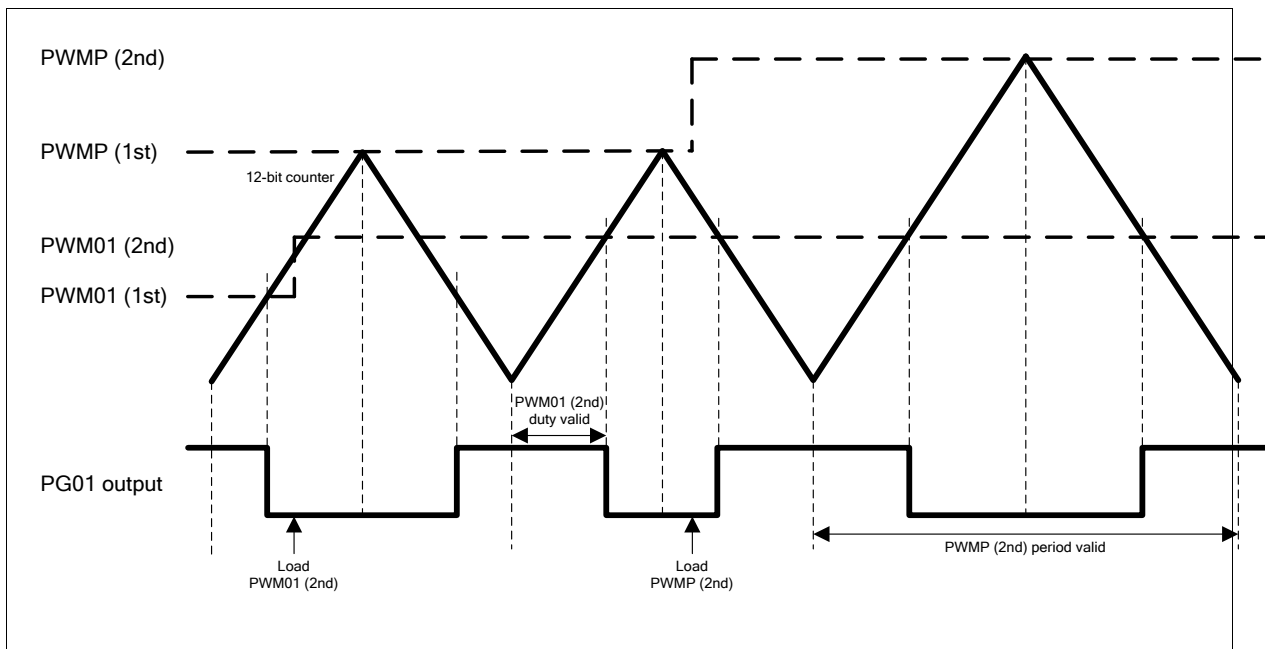 PWMP (2nd)
PWMP (1st)
12-bit counter
PWM01 (2nd)
PWM01 (1st)
PWM01 (2nd)
duty valid
PG01 output
Load
PWM01 (2nd)
Load
PWMP (2nd)
PWMP (2nd) period valid